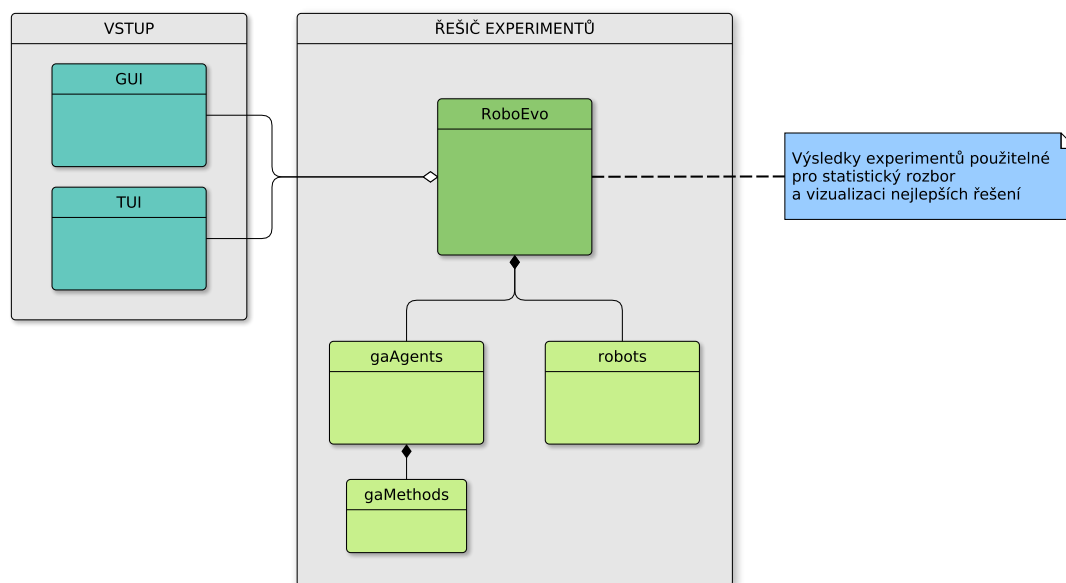 VSTUP
GUI
TUI
ŘEŠIČ EXPERIMENTŮ
RoboEvo
gaAgents
robots
gaMethods
Výsledky experimentů použitelné
pro statistický rozbor
a vizualizaci nejlepších řešení